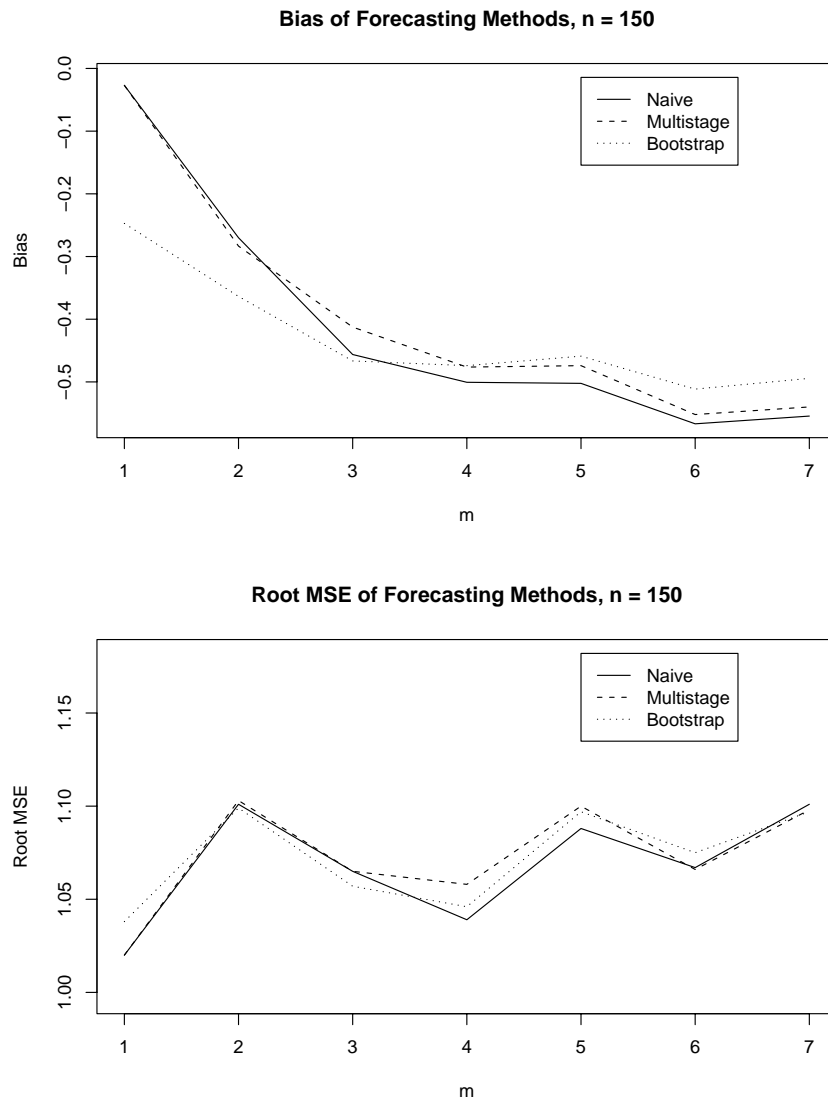 Bias of Forecasting Methods, n = 150
Naive
Multistage
Bootstrap
0.0
−0.1
−0.2
−0.3
−0.4
−0.5
Bias
1 2 3 4 5 6 7
m
Root MSE of Forecasting Methods, n = 150
Naive
Multistage
Bootstrap
1.15
1.10
1.05
1.00
Root MSE
1 2 3 4 5 6 7
m